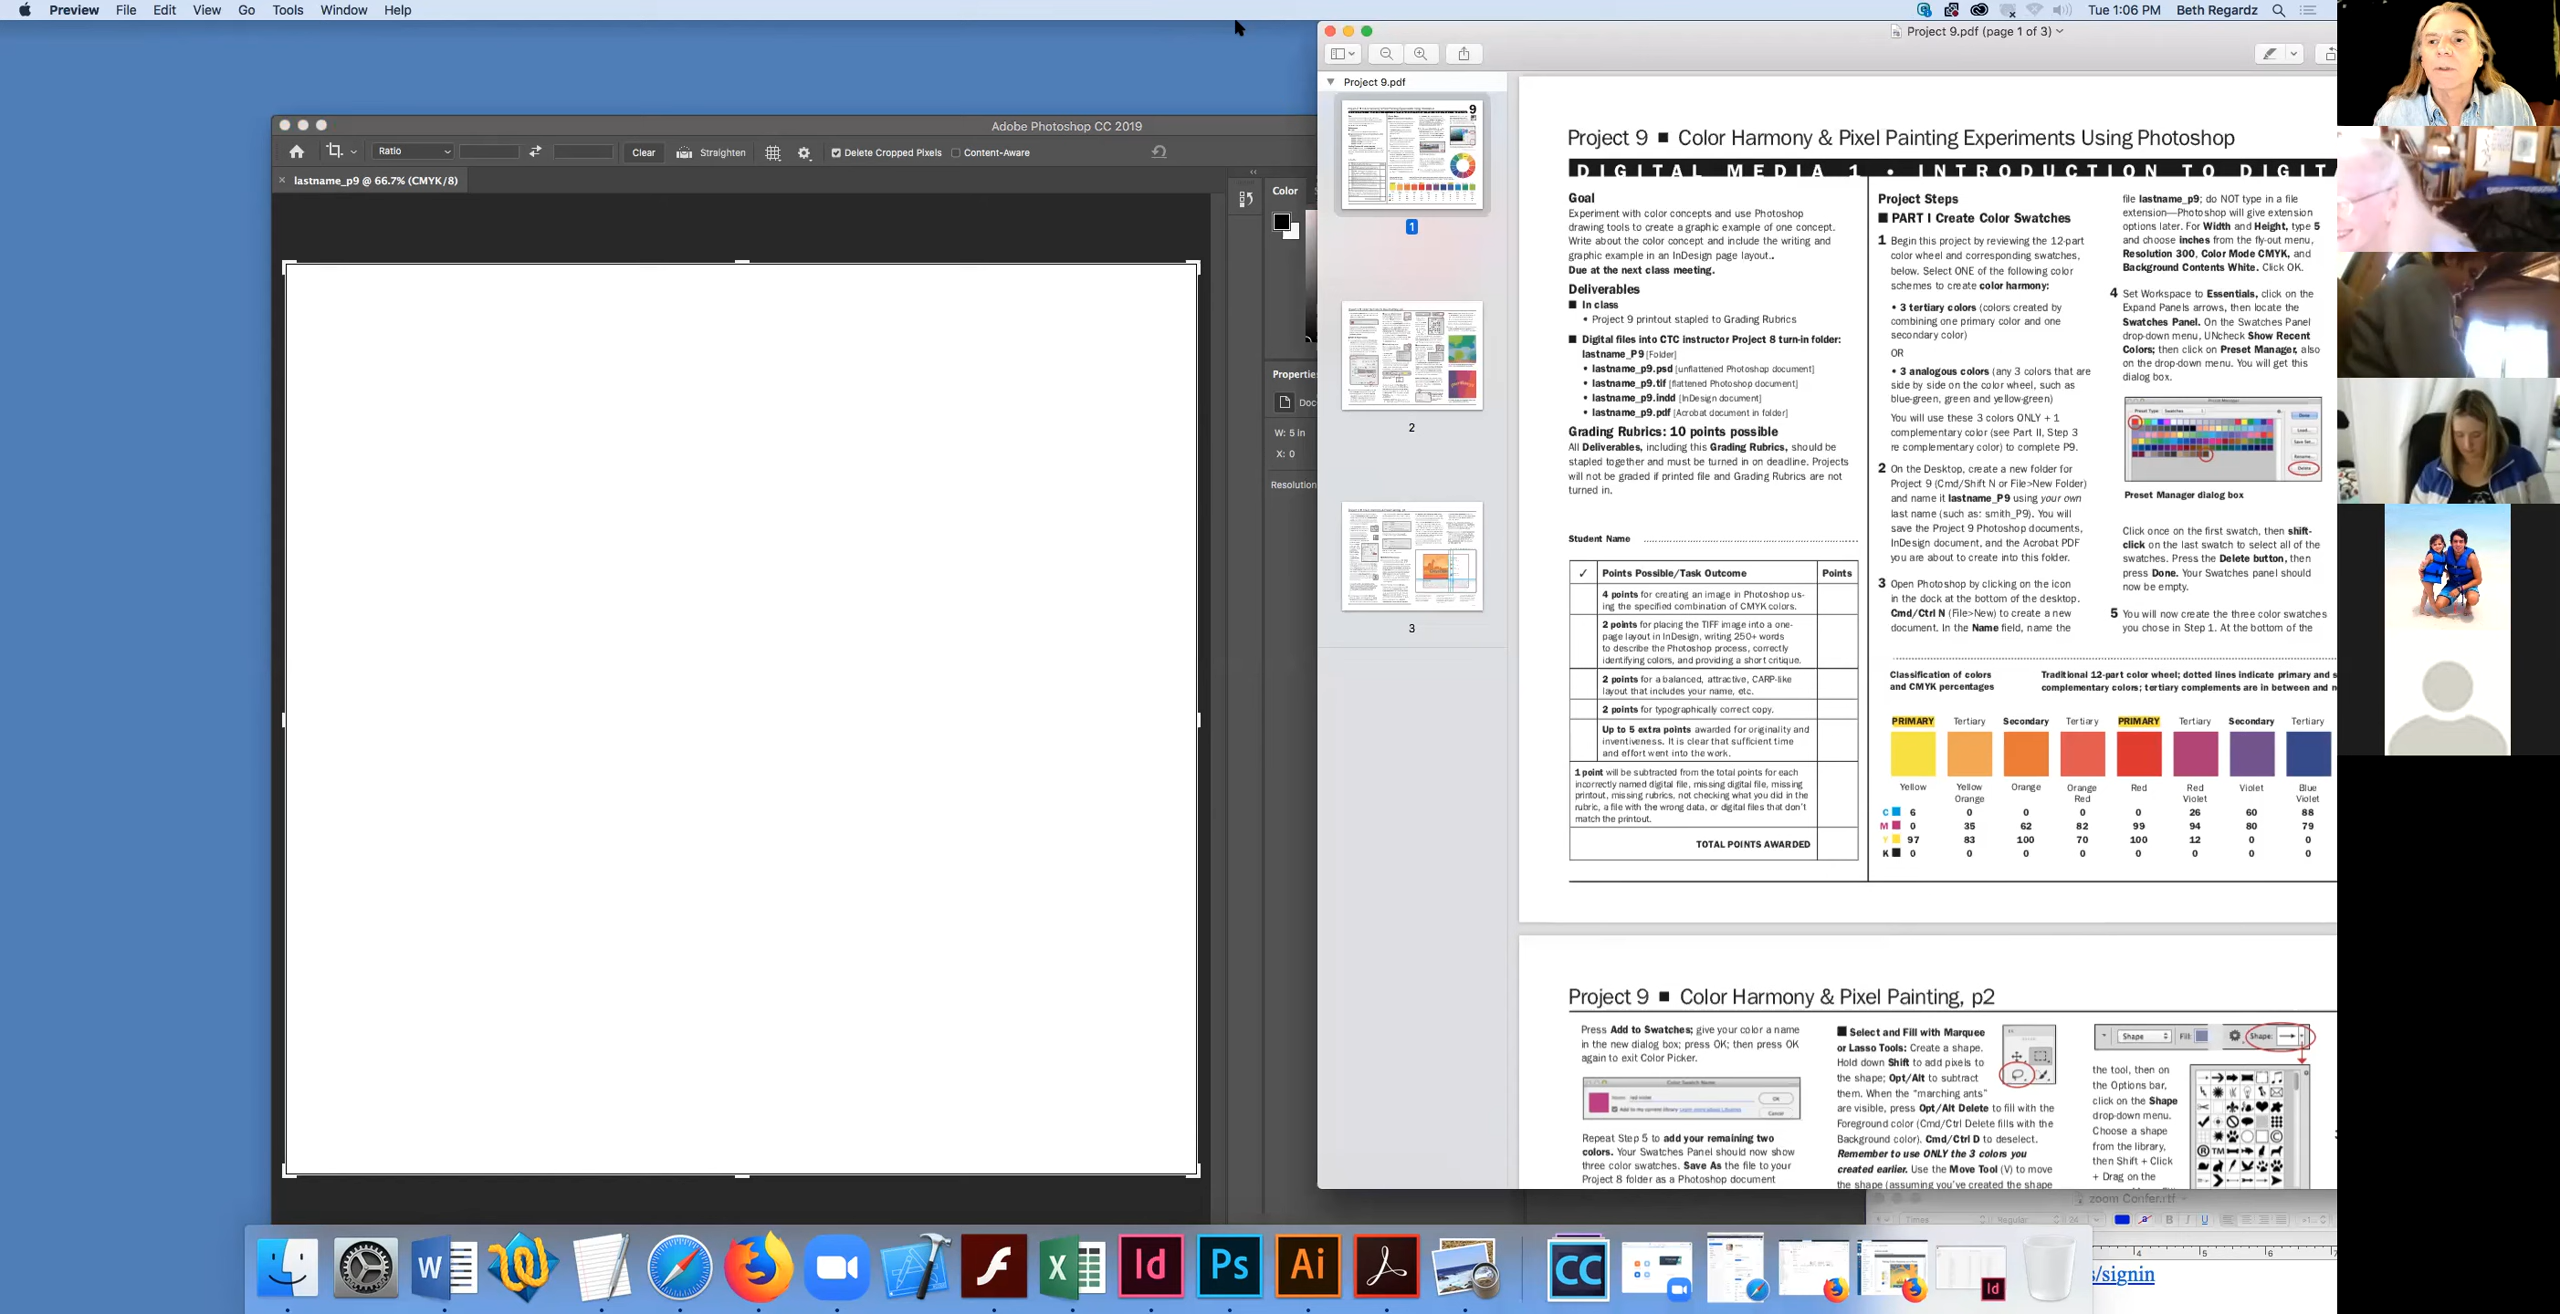 Preview File Edit View Go Tools Window Help
Tue 1:06 PM Beth Regardz
Adobe Photoshop CC 2019
Ratio Clear Straighten Delete Cropped Pixels Content-Aware
× lastname_p9 @ 66.7% (CMYK/8)
Color
Properties
W: 5 in
X: 0
Resolution
Project 9.pdf (page 1 of 3)
Project 9.pdf
1
2
3
Project 9 ■ Color Harmony & Pixel Painting Experiments Using Photoshop
DIGITAL MEDIA 1 • INTRODUCTION TO DIGITA
Goal
Experiment with color concepts and use Photoshop
drawing tools to create a graphic example of one concept.
Write about the color concept and include the writing and
graphic example in an InDesign page layout..
Due at the next class meeting.
Deliverables
■ In class
• Project 9 printout stapled to Grading Rubrics
■ Digital files into CTC instructor Project 8 turn-in folder:
lastname_P9 [Folder]
• lastname_p9.psd [unflattened Photoshop document]
• lastname_p9.tif [flattened Photoshop document]
• lastname_p9.indd [InDesign document]
• lastname_p9.pdf [Acrobat document in folder]
Grading Rubrics: 10 points possible
All Deliverables, including this Grading Rubrics, should be
stapled together and must be turned in on deadline. Projects
will not be graded if printed file and Grading Rubrics are not
turned in.
Student Name
✓ Points Possible/Task Outcome Points
4 points for creating an image in Photoshop us-
ing the specified combination of CMYK colors.
2 points for placing the TIFF image into a one-
page layout in InDesign, writing 250+ words
to describe the Photoshop process, correctly
identifying colors, and providing a short critique.
2 points for a balanced, attractive, CARP-like
layout that includes your name, etc.
2 points for typographically correct copy.
Up to 5 extra points awarded for originality and
inventiveness. It is clear that sufficient time
and effort went into the work.
1 point will be subtracted from the total points for each
incorrectly named digital file, missing digital file, missing
printout, missing rubrics, not checking what you did in the
rubric, a file with the wrong data, or digital files that don't
match the printout.
TOTAL POINTS AWARDED
Project Steps
■ PART I Create Color Swatches
1 Begin this project by reviewing the 12-part
color wheel and corresponding swatches,
below. Select ONE of the following color
schemes to create color harmony:
• 3 tertiary colors (colors created by
combining one primary color and one
secondary color)
OR
• 3 analogous colors (any 3 colors that are
side by side on the color wheel, such as
blue-green, green and yellow-green)
You will use these 3 colors ONLY + 1
complementary color (see Part II, Step 3
re complementary color) to complete P9.
2 On the Desktop, create a new folder for
Project 9 (Cmd/Shift N or File>New Folder)
and name it lastname_P9 using your own
last name (such as: smith_P9). You will
save the Project 9 Photoshop documents,
InDesign document, and the Acrobat PDF
you are about to create into this folder.
3 Open Photoshop by clicking on the icon
in the dock at the bottom of the desktop.
Cmd/Ctrl N (File>New) to create a new
document. In the Name field, name the
file lastname_p9; do NOT type in a file
extension—Photoshop will give extension
options later. For Width and Height, type 5
and choose inches from the fly-out menu,
Resolution 300, Color Mode CMYK, and
Background Contents White. Click OK.
4 Set Workspace to Essentials, click on the
Expand Panels arrows, then locate the
Swatches Panel. On the Swatches Panel
drop-down menu, UNcheck Show Recent
Colors; then click on Preset Manager, also
on the drop-down menu. You will get this
dialog box.
Preset Manager dialog box
Click once on the first swatch, then shift-
click on the last swatch to select all of the
swatches. Press the Delete button, then
press Done. Your Swatches panel should
now be empty.
5 You will now create the three color swatches
you chose in Step 1. At the bottom of the
Classification of colors
and CMYK percentages
Traditional 12-part color wheel; dotted lines indicate primary and s
complementary colors; tertiary complements are in between and n
PRIMARY Tertiary Secondary Tertiary PRIMARY Tertiary Secondary Tertiary
Yellow Yellow Orange Orange Orange Red Red Red Violet Violet Blue Violet
C 6 0 0 0 0 26 60 88
M 0 35 62 82 99 94 80 79
Y 97 83 100 70 100 12 0 0
K 0 0 0 0 0 0 0 0
Project 9 ■ Color Harmony & Pixel Painting, p2
Press Add to Swatches; give your color a name
in the new dialog box; press OK; then press OK
again to exit Color Picker.
Repeat Step 5 to add your remaining two
colors. Your Swatches Panel should now show
three color swatches. Save As the file to your
Project 8 folder as a Photoshop document
■ Select and Fill with Marquee
or Lasso Tools: Create a shape.
Hold down Shift to add pixels to
the shape; Opt/Alt to subtract
them. When the "marching ants"
are visible, press Opt/Alt Delete to fill with the
Foreground color (Cmd/Ctrl Delete fills with the
Background color). Cmd/Ctrl D to deselect.
Remember to use ONLY the 3 colors you
created earlier. Use the Move Tool (V) to move
the shape (assuming you've created the shape
Shape Fill: Shape:
the tool, then on
the Options bar,
click on the Shape
drop-down menu.
Choose a shape
from the library,
then Shift + Click
+ Drag on the
zoom Confer.rtf
s/signin
W X Id Ps Ai CC Id